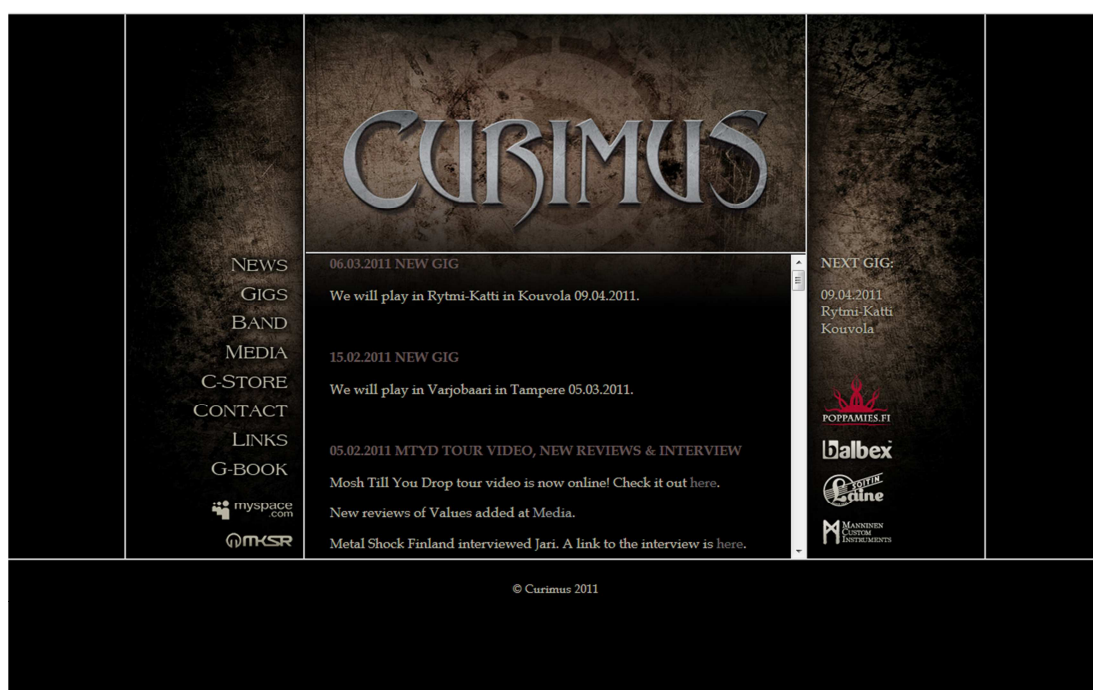 CURIMUS
NEWS
GIGS
BAND
MEDIA
C-STORE
CONTACT
LINKS
G-BOOK
myspace
.com
MKSR
06.03.2011 NEW GIG
We will play in Rytmi-Katti in Kouvola 09.04.2011.
15.02.2011 NEW GIG
We will play in Varjobaari in Tampere 05.03.2011.
05.02.2011 MTYD TOUR VIDEO, NEW REVIEWS & INTERVIEW
Mosh Till You Drop tour video is now online! Check it out here.
New reviews of Values added at Media.
Metal Shock Finland interviewed Jari. A link to the interview is here.
NEXT GIG:
09.04.2011
Rytmi-Katti
Kouvola
POPPAMIES.FI
balbex
SOITIN
Laine
MANNINEN
CUSTOM
INSTRUMENTS
© Curimus 2011